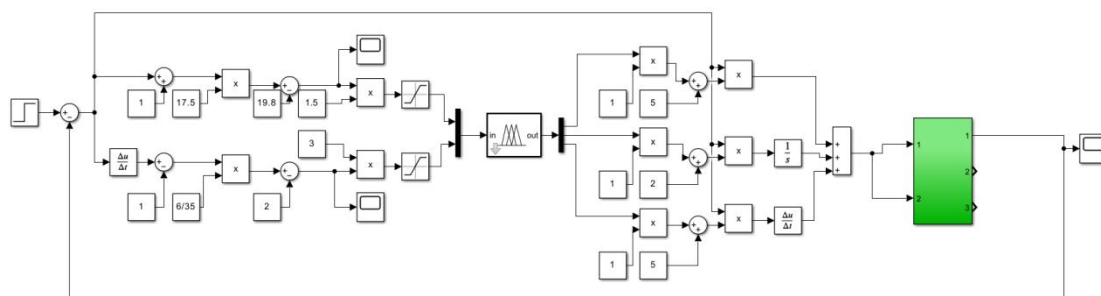 x
+
+
x
1
5
+
+
x
+
-
1
17.5
x
+
-
19.8
1.5
x
+
-
Δu
Δt
+
-
1
6/35
x
+
-
2
3
x
in
out
x
1
2
+
+
x
1
s
+
+
+
1
2
1
2
3
x
1
5
+
+
x
Δu
Δt